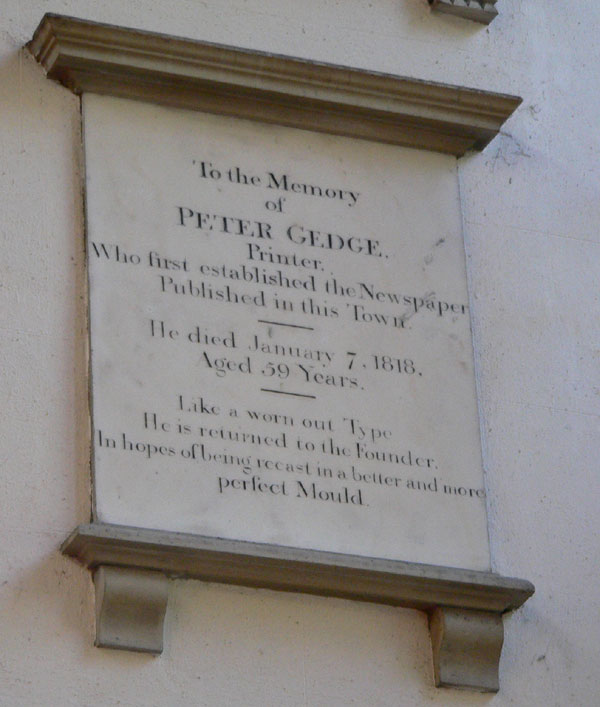 To the Memory
of
PETER GEDGE.
Printer,
Who first established the Newspaper
Published in this Town.
He died January 7, 1818,
Aged 59 Years.
Like a worn out Type
He is returned to the Founder.
In hopes of being recast in a better and more
perfect Mould.